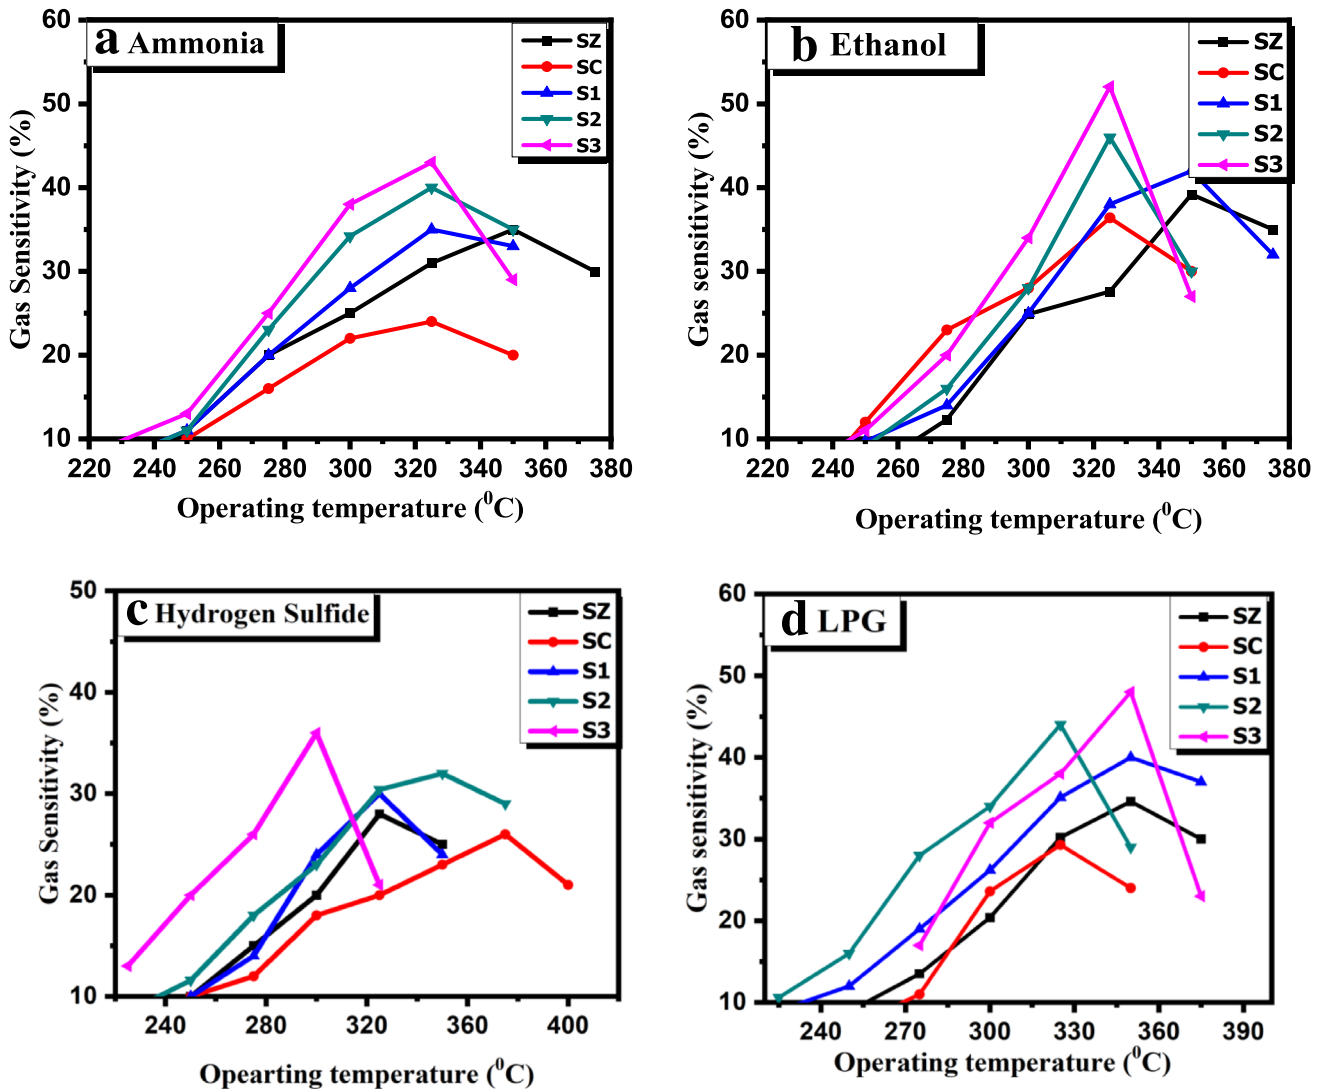 a Ammonia
SZ
SC
S1
S2
S3
Gas Sensitivity (%)
60
50
40
30
20
10
220 240 260 280 300 320 340 360 380
Operating temperature (⁰C)
b Ethanol
SZ
SC
S1
S2
S3
Gas sensitivity (%)
60
50
40
30
20
10
220 240 260 280 300 320 340 360 380
Operating temperature (⁰C)
c Hydrogen Sulfide
SZ
SC
S1
S2
S3
Gas Sensitivity (%)
50
40
30
20
10
240 280 320 360 400
Opearting temperature (⁰C)
d LPG
SZ
SC
S1
S2
S3
Gas sensitivity (%)
60
50
40
30
20
10
240 270 300 330 360 390
Operating temperature (⁰C)